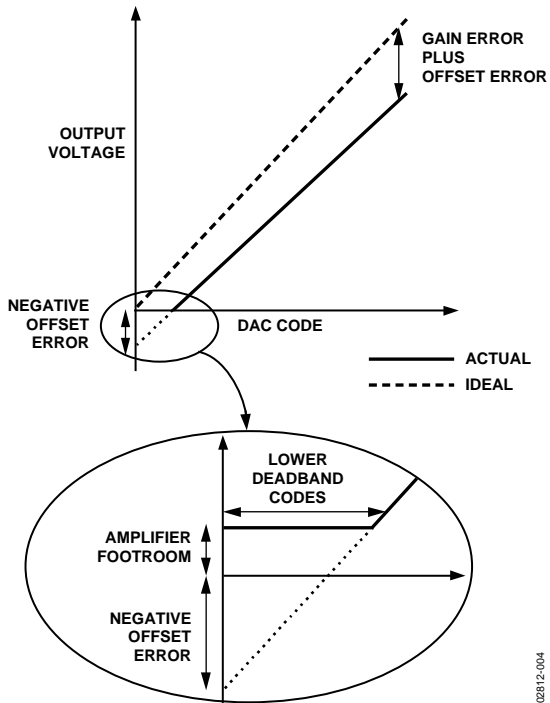 GAIN ERROR
PLUS
OFFSET ERROR
OUTPUT
VOLTAGE
NEGATIVE
OFFSET
ERROR
DAC CODE
ACTUAL
IDEAL
LOWER
DEADBAND
CODES
AMPLIFIER
FOOTROOM
NEGATIVE
OFFSET
ERROR
02812-004